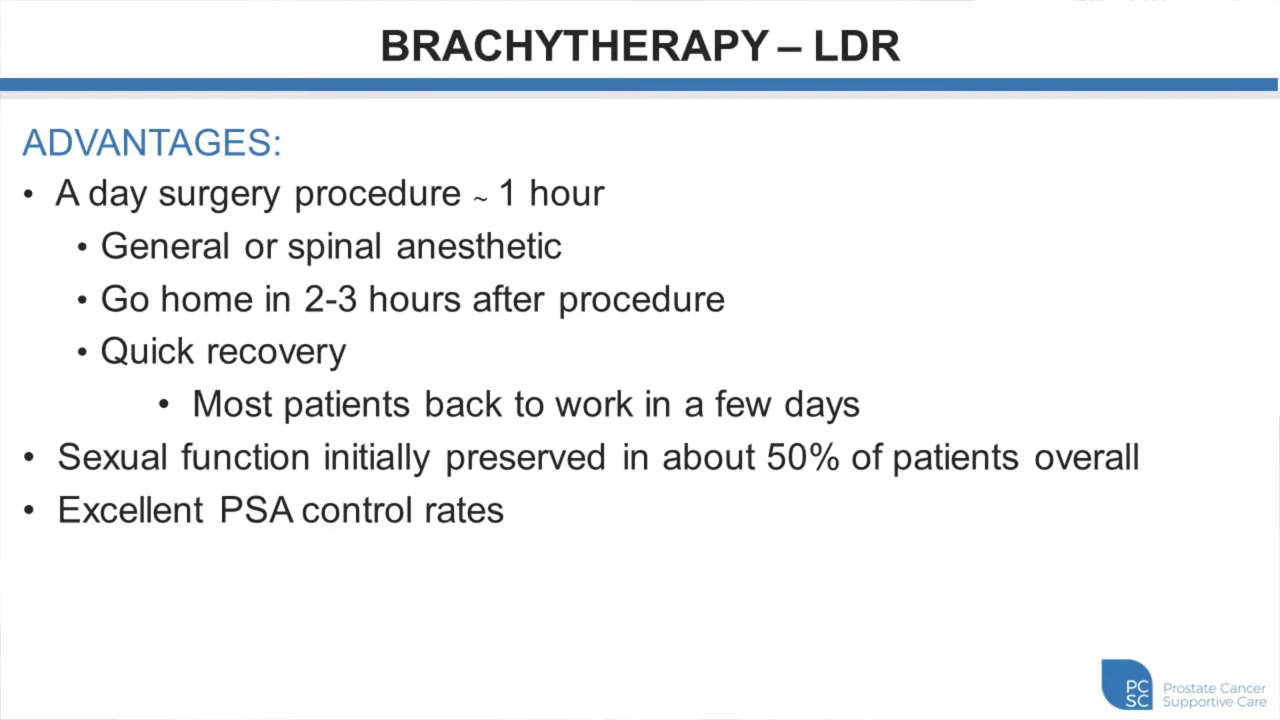 BRACHYTHERAPY – LDR
ADVANTAGES:
• A day surgery procedure ~ 1 hour
• General or spinal anesthetic
• Go home in 2-3 hours after procedure
• Quick recovery
• Most patients back to work in a few days
• Sexual function initially preserved in about 50% of patients overall
• Excellent PSA control rates
PC
SC
Prostate Cancer
Supportive Care